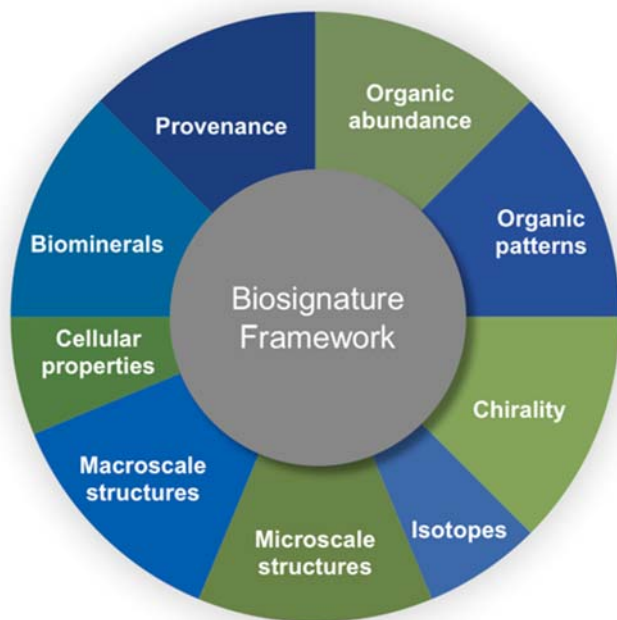 Biosignature
Framework
Organic
abundance
Organic
patterns
Chirality
Isotopes
Microscale
structures
Macroscale
structures
Cellular
properties
Biominerals
Provenance